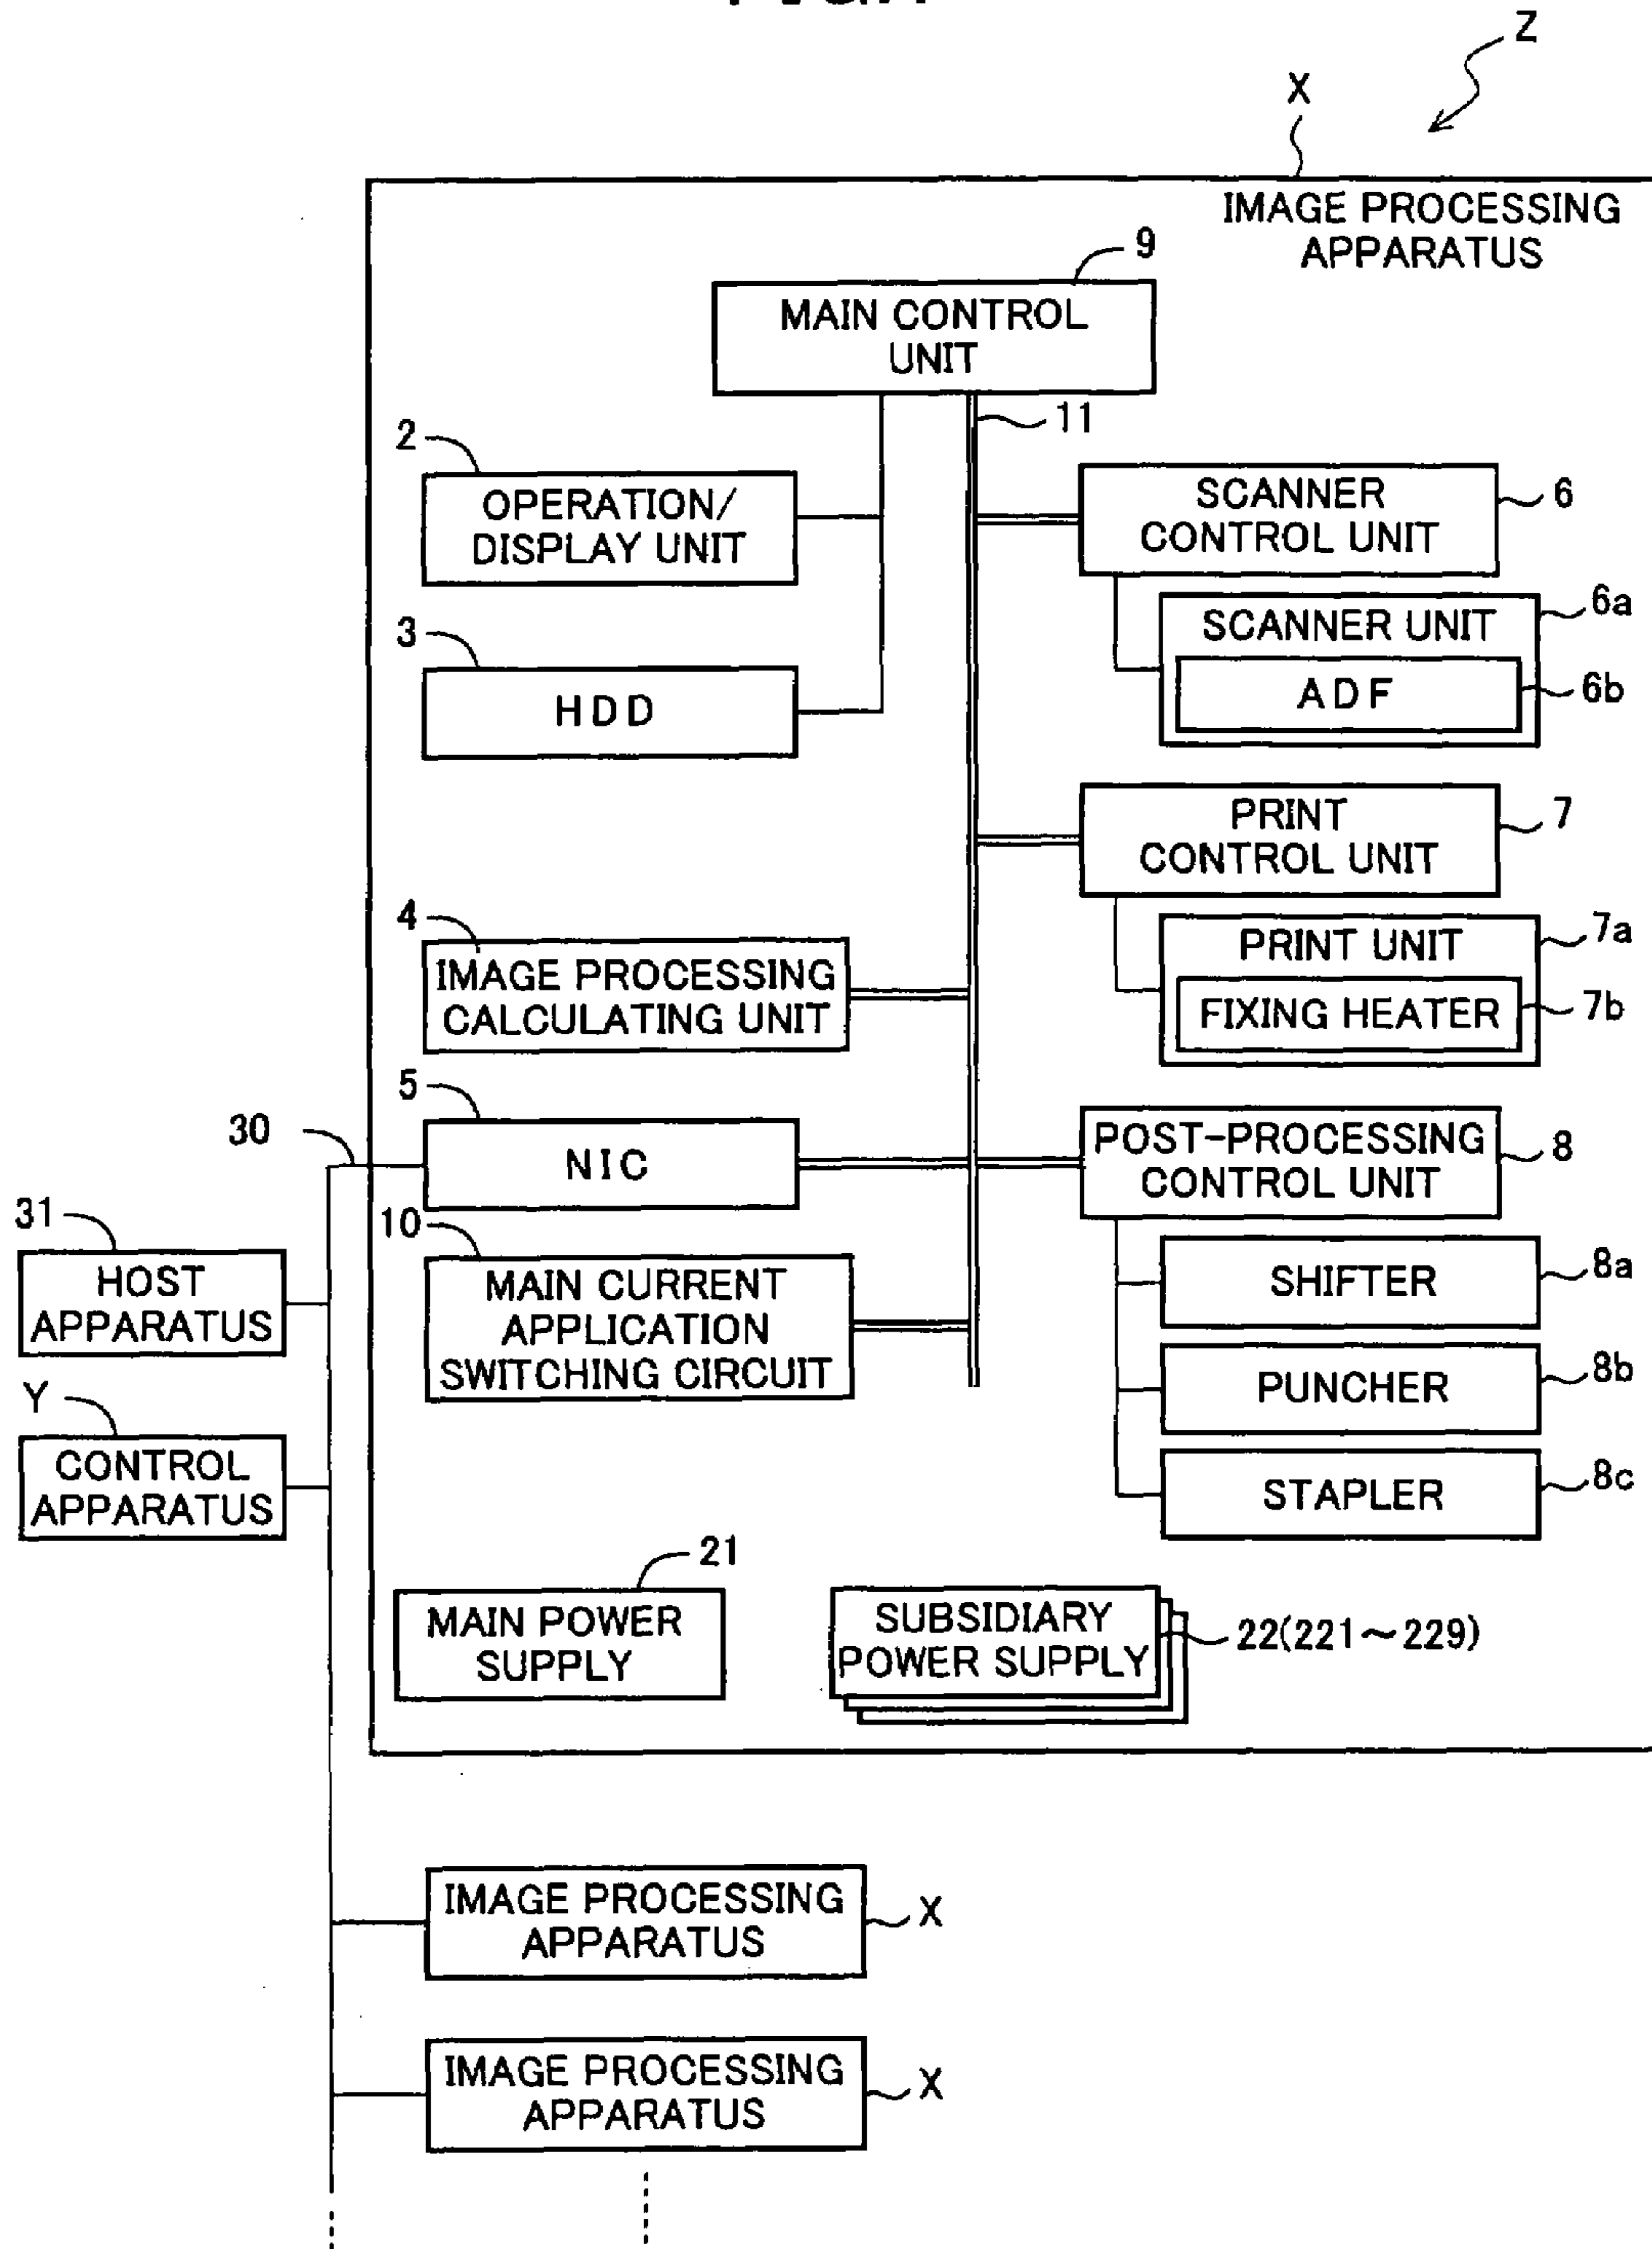 Z
X
IMAGE PROCESSING
APPARATUS
9
MAIN CONTROL
UNIT
11
2
OPERATION/
DISPLAY UNIT
SCANNER
CONTROL UNIT
6
6a
SCANNER UNIT
3
HDD
ADF
6b
PRINT
CONTROL UNIT
7
4
IMAGE PROCESSING
CALCULATING UNIT
7a
PRINT UNIT
FIXING HEATER
7b
5
30
NIC
POST-PROCESSING
CONTROL UNIT
8
31
HOST
APPARATUS
10
MAIN CURRENT
APPLICATION
SWITCHING CIRCUIT
SHIFTER
8a
PUNCHER
8b
Y
CONTROL
APPARATUS
STAPLER
8c
21
MAIN POWER
SUPPLY
SUBSIDIARY
POWER SUPPLY
22(221~229)
IMAGE PROCESSING
APPARATUS
X
IMAGE PROCESSING
APPARATUS
X